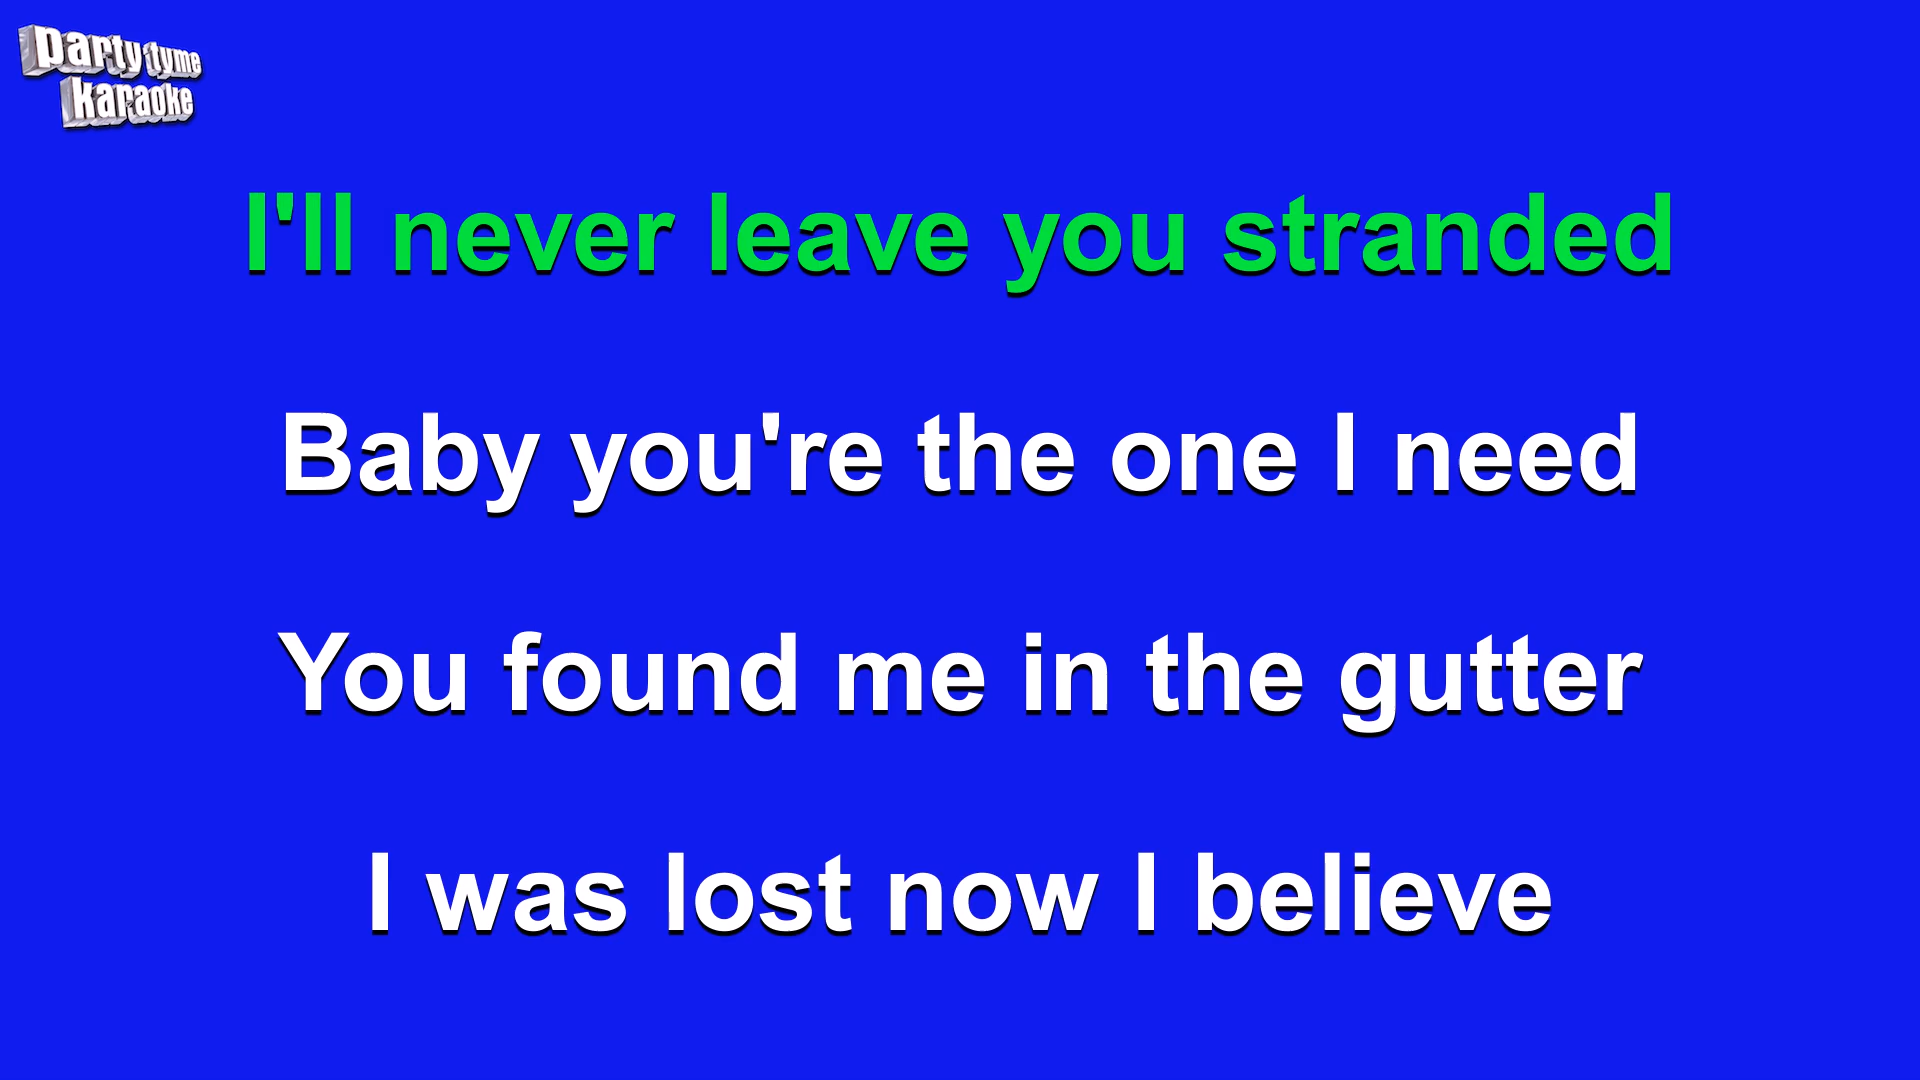 party tyme
karaoke
I'll never leave you stranded
Baby you're the one I need
You found me in the gutter
I was lost now I believe